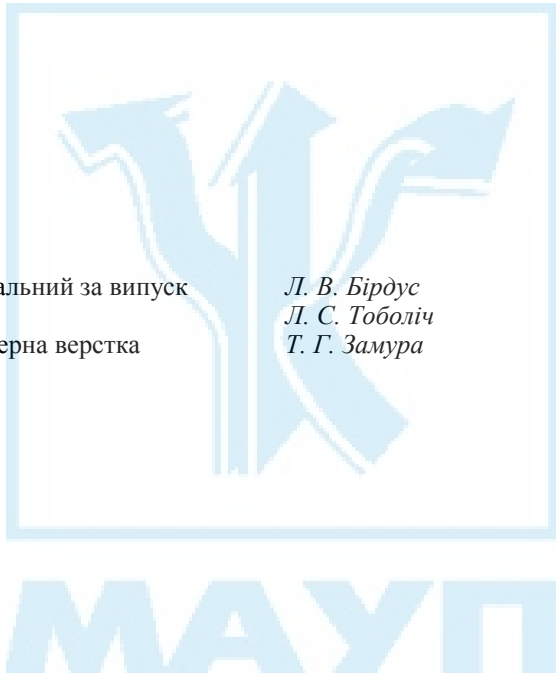 альний за випуск Л. В. Бірдус
Л. С. Тоболіч
ерна верстка Т. Г. Замура
МАУП